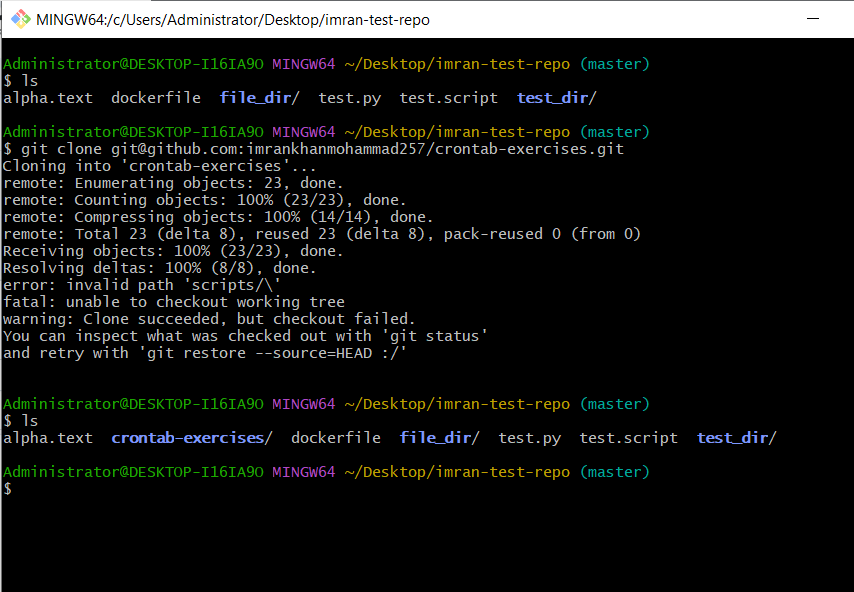 MINGW64:/c/Users/Administrator/Desktop/imran-test-repo
Administrator@DESKTOP-I16IA9O MINGW64 ~/Desktop/imran-test-repo (master)
$ ls
alpha.text  dockerfile  file_dir/  test.py  test.script  test_dir/
Administrator@DESKTOP-I16IA9O MINGW64 ~/Desktop/imran-test-repo (master)
$ git clone git@github.com:imrankhanmohammad257/crontab-exercises.git
Cloning into 'crontab-exercises'...
remote: Enumerating objects: 23, done.
remote: Counting objects: 100% (23/23), done.
remote: Compressing objects: 100% (14/14), done.
remote: Total 23 (delta 8), reused 23 (delta 8), pack-reused 0 (from 0)
Receiving objects: 100% (23/23), done.
Resolving deltas: 100% (8/8), done.
error: invalid path 'scripts/\'
fatal: unable to checkout working tree
warning: Clone succeeded, but checkout failed.
You can inspect what was checked out with 'git status'
and retry with 'git restore --source=HEAD :/'
Administrator@DESKTOP-I16IA9O MINGW64 ~/Desktop/imran-test-repo (master)
$ ls
alpha.text  crontab-exercises/  dockerfile  file_dir/  test.py  test.script  test_dir/
Administrator@DESKTOP-I16IA9O MINGW64 ~/Desktop/imran-test-repo (master)
$